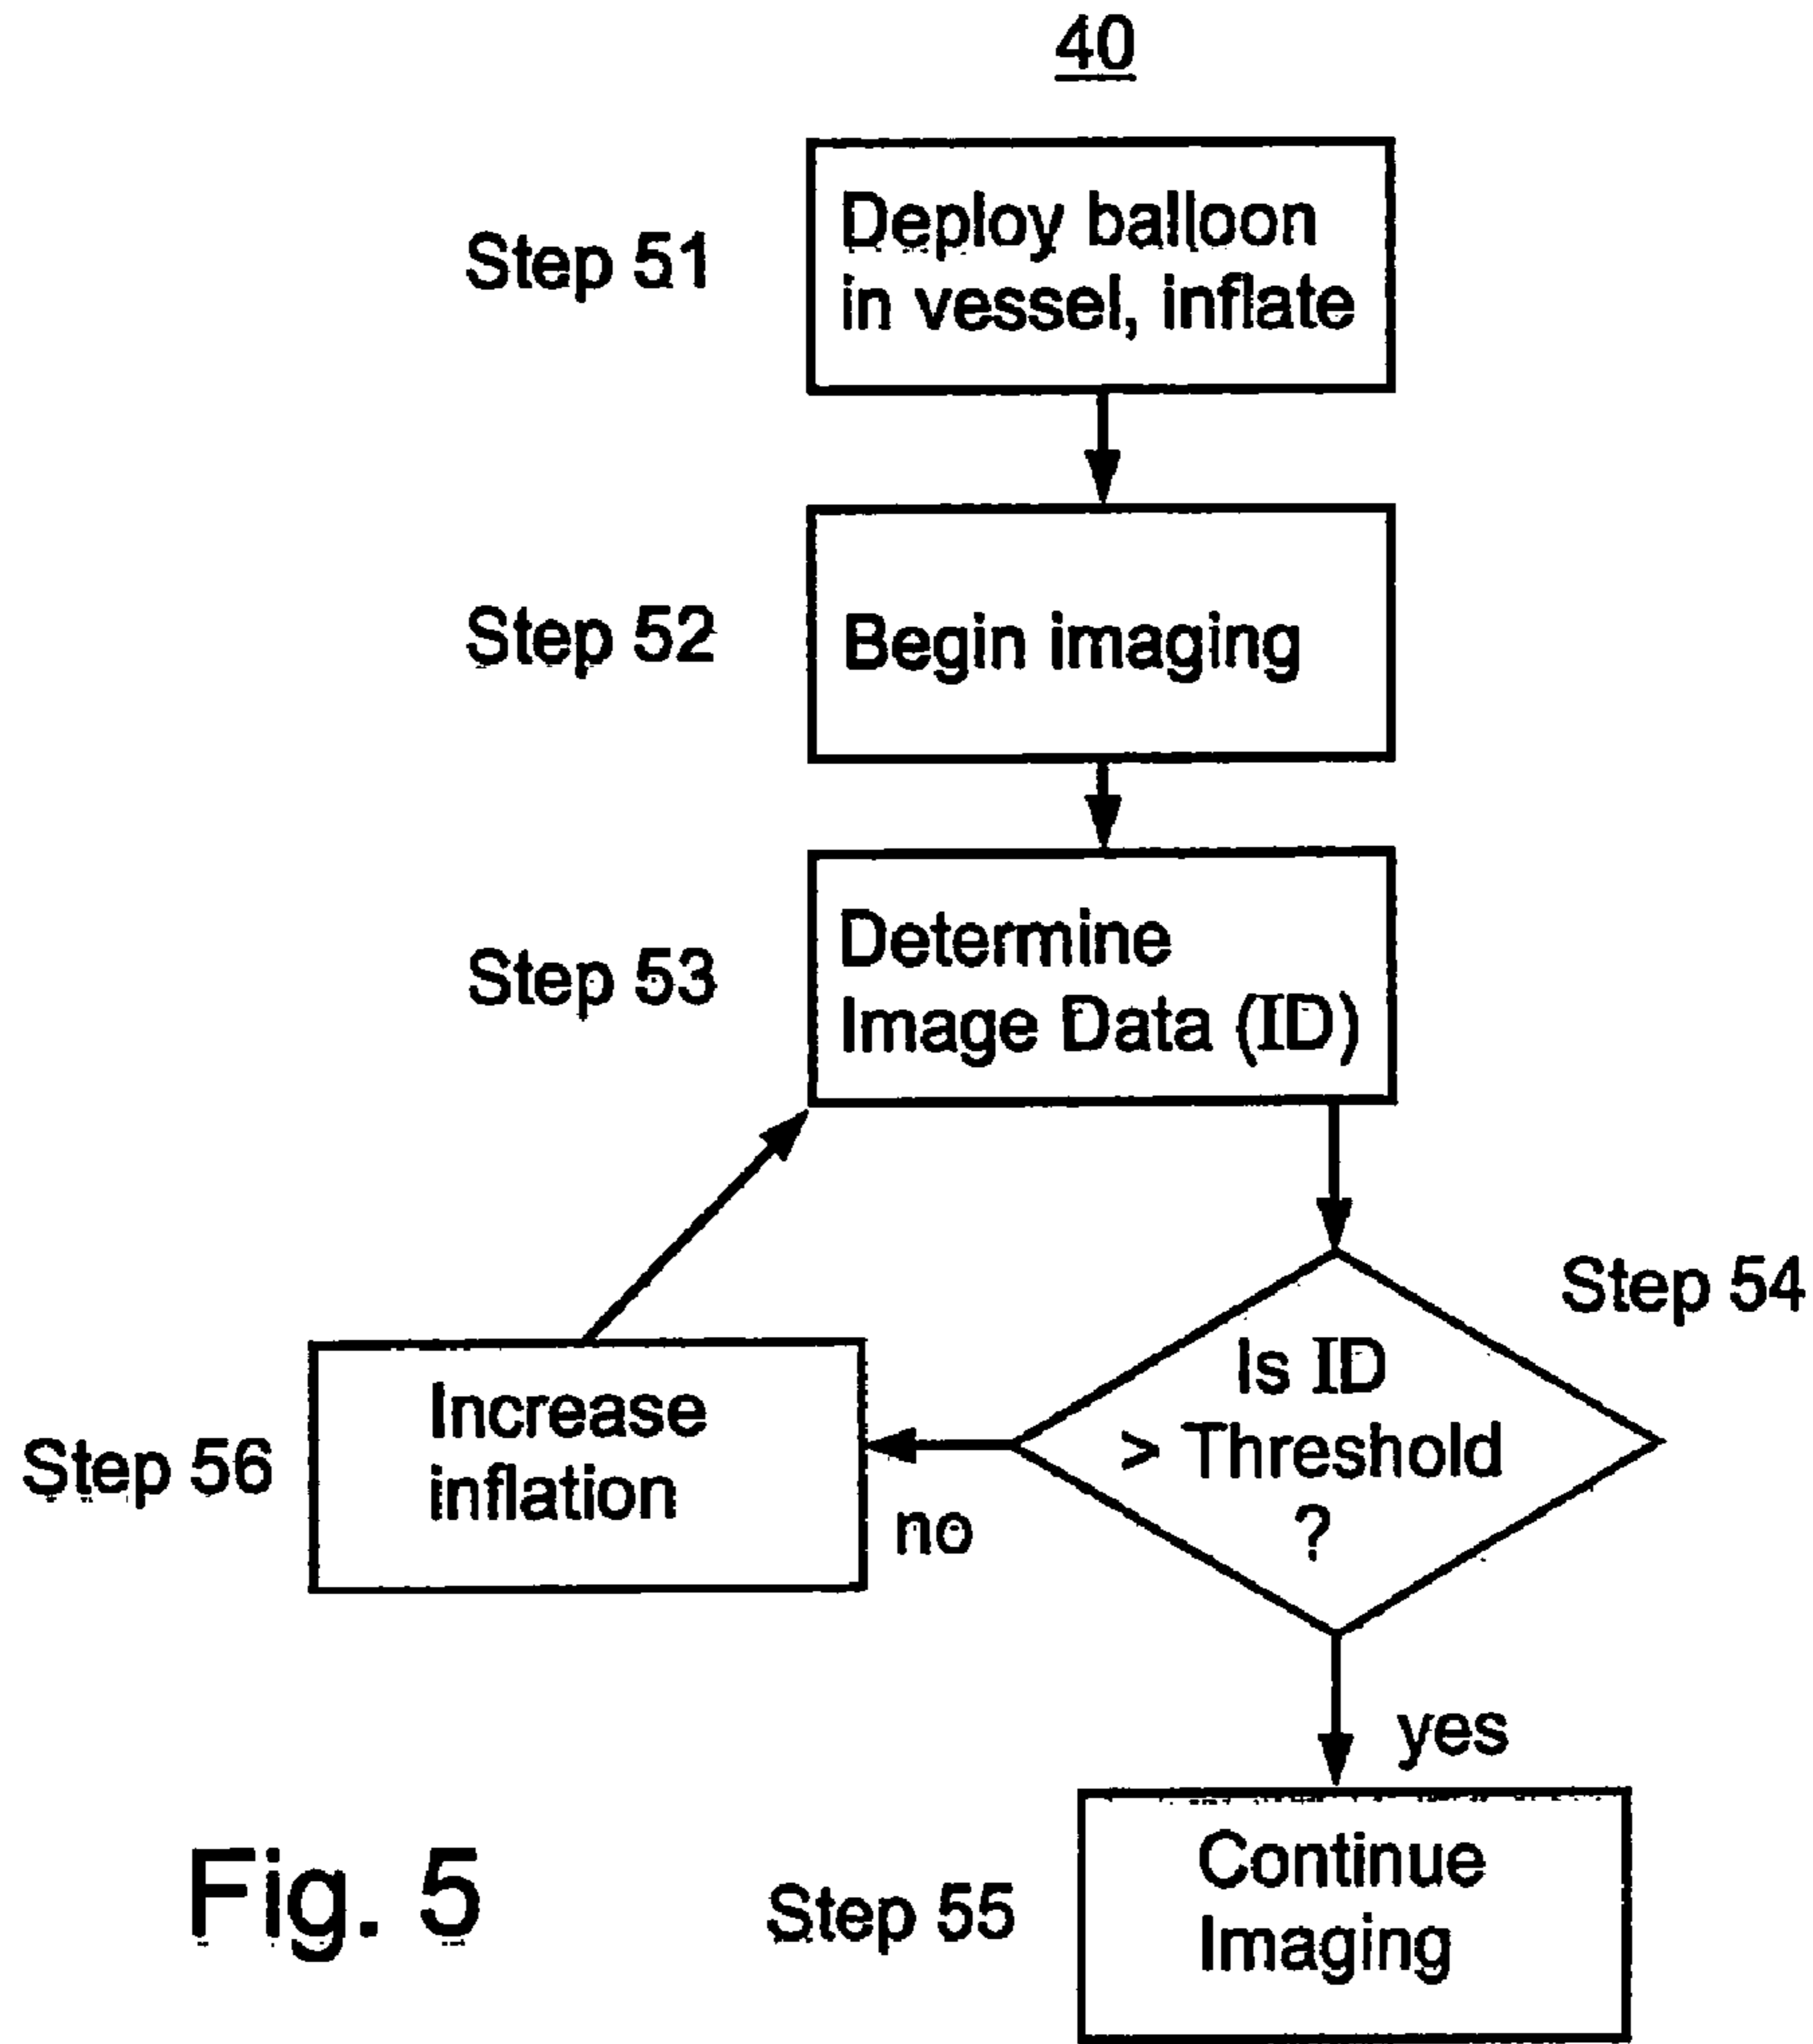 40
Step 51
Deploy balloon
in vessel, inflate
Step 52
Begin imaging
Step 53
Determine
Image Data (ID)
Step 54
Is ID
> Threshold
?
no
Step 56
Increase
inflation
yes
Step 55
Continue
Imaging
Fig. 5